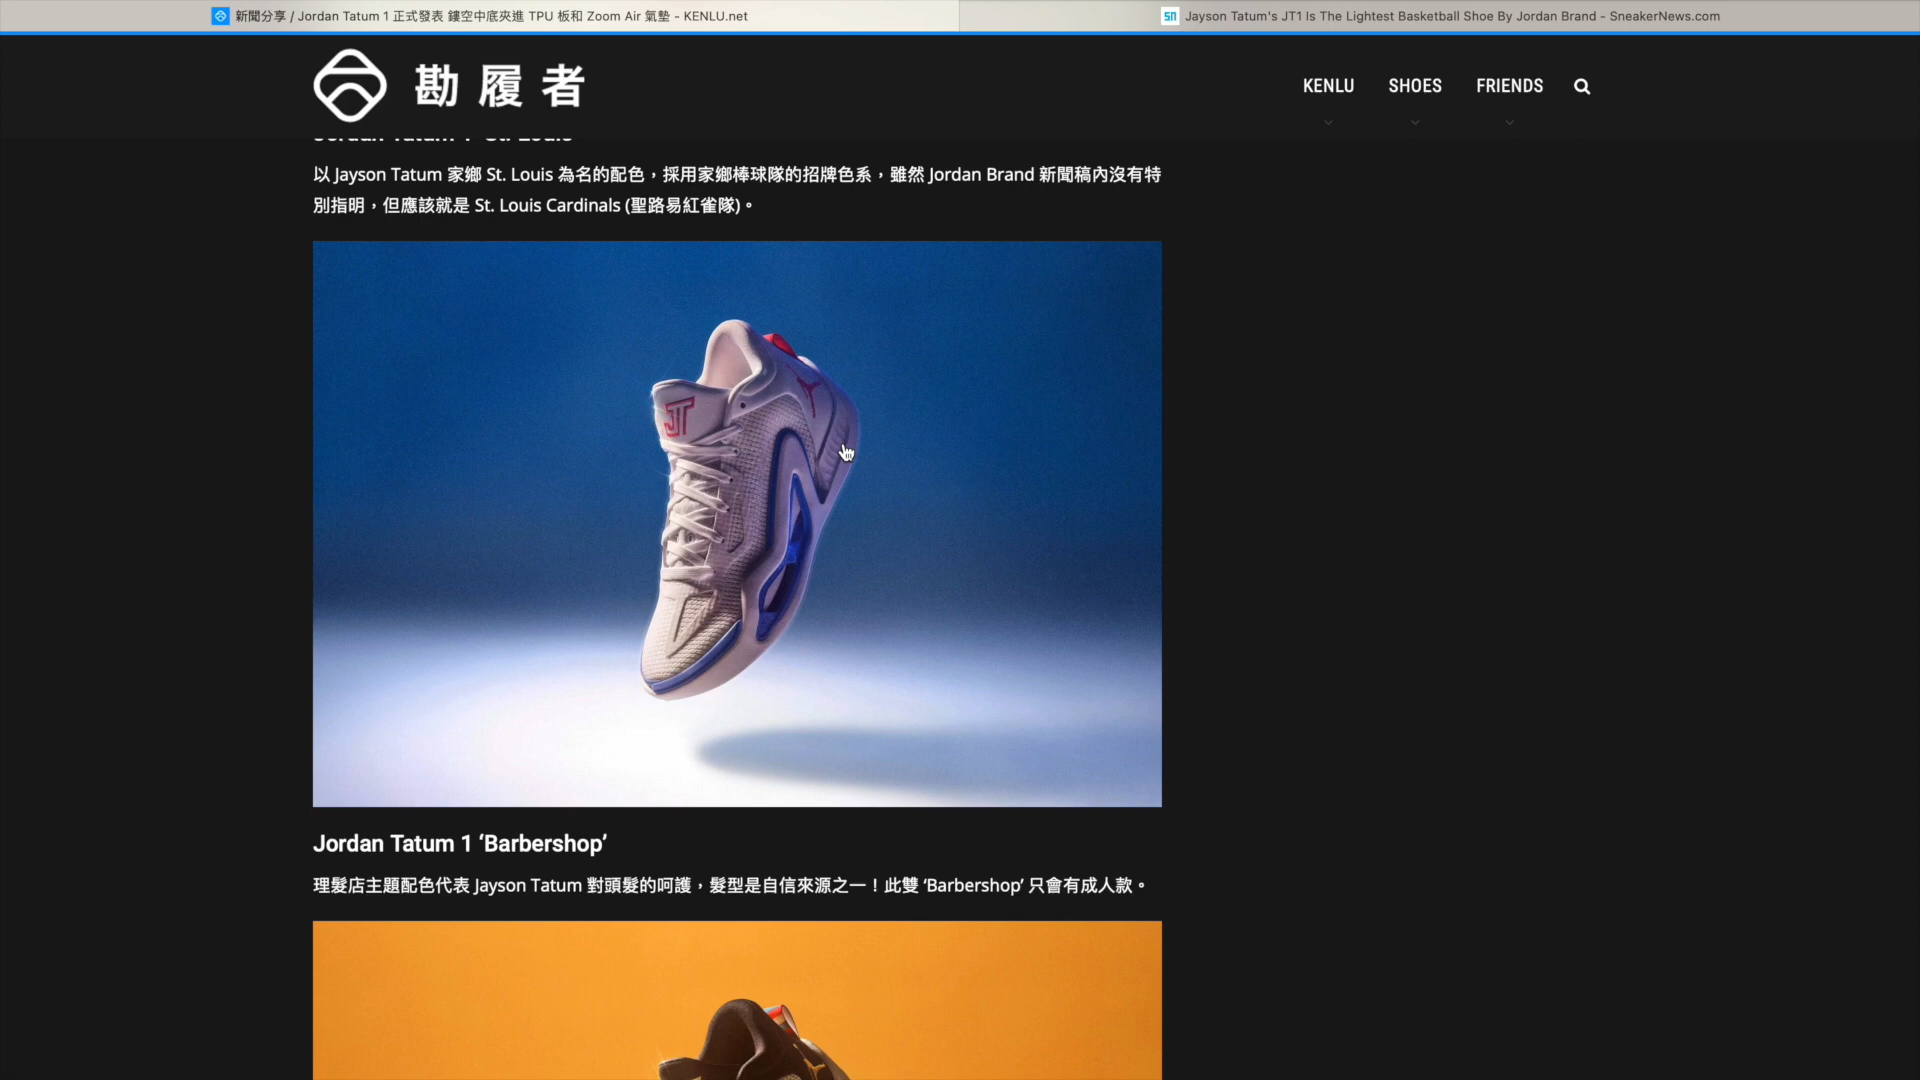 新聞分享 / Jordan Tatum 1 正式發表 鏤空中底夾進 TPU 板和 Zoom Air 氣墊 - KENLU.net
Jayson Tatum's JT1 Is The Lightest Basketball Shoe By Jordan Brand - SneakerNews.com
勘履者
KENLU
SHOES
FRIENDS
Jordan Tatum 1 'St. Louis'
以 Jayson Tatum 家鄉 St. Louis 為名的配色，採用家鄉棒球隊的招牌色系，雖然 Jordan Brand 新聞稿內沒有特
別指明，但應該就是 St. Louis Cardinals (聖路易紅雀隊)。
JT
Jordan Tatum 1 ‘Barbershop’
理髮店主題配色代表 Jayson Tatum 對頭髮的呵護，髮型是自信來源之一！此雙 ‘Barbershop’ 只會有成人款。